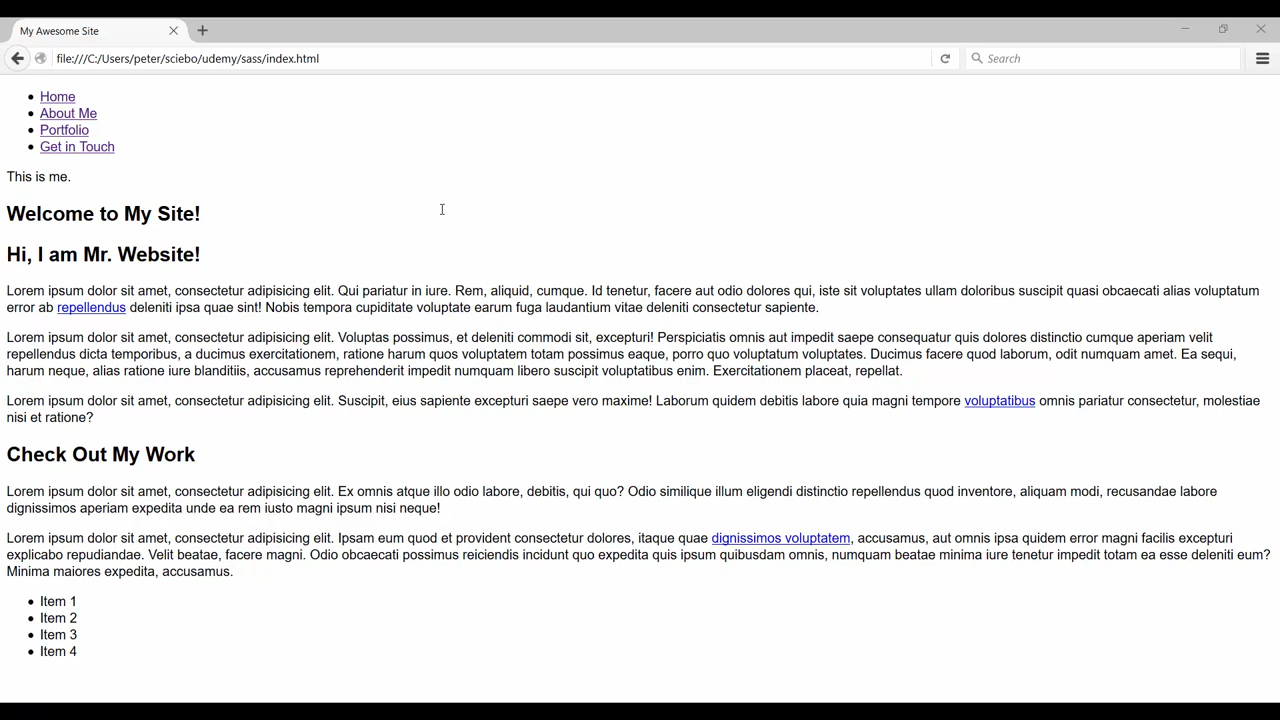 My Awesome Site
file:///C:/Users/peter/sciebo/udemy/sass/index.html
Search
Home
About Me
Portfolio
Get in Touch
This is me.
Welcome to My Site!
Hi, I am Mr. Website!
Lorem ipsum dolor sit amet, consectetur adipisicing elit. Qui pariatur in iure. Rem, aliquid, cumque. Id tenetur, facere aut odio dolores qui, iste sit voluptates ullam doloribus suscipit quasi obcaecati alias voluptatum
error ab repellendus deleniti ipsa quae sint! Nobis tempora cupiditate voluptate earum fuga laudantium vitae deleniti consectetur sapiente.
Lorem ipsum dolor sit amet, consectetur adipisicing elit. Voluptas possimus, et deleniti commodi sit, excepturi! Perspiciatis omnis aut impedit saepe consequatur quis dolores distinctio cumque aperiam velit
repellendus dicta temporibus, a ducimus exercitationem, ratione harum quos voluptatem totam possimus eaque, porro quo voluptatum voluptates. Ducimus facere quod laborum, odit numquam amet. Ea sequi,
harum neque, alias ratione iure blanditiis, accusamus reprehenderit impedit numquam libero suscipit voluptatibus enim. Exercitationem placeat, repellat.
Lorem ipsum dolor sit amet, consectetur adipisicing elit. Suscipit, eius sapiente excepturi saepe vero maxime! Laborum quidem debitis labore quia magni tempore voluptatibus omnis pariatur consectetur, molestiae
nisi et ratione?
Check Out My Work
Lorem ipsum dolor sit amet, consectetur adipisicing elit. Ex omnis atque illo odio labore, debitis, qui quo? Odio similique illum eligendi distinctio repellendus quod inventore, aliquam modi, recusandae labore
dignissimos aperiam expedita unde ea rem iusto magni ipsum nisi neque!
Lorem ipsum dolor sit amet, consectetur adipisicing elit. Ipsam eum quod et provident consectetur dolores, itaque quae dignissimos voluptatem, accusamus, aut omnis ipsa quidem error magni facilis excepturi
explicabo repudiandae. Velit beatae, facere magni. Odio obcaecati possimus reiciendis incidunt quo expedita quis ipsum quibusdam omnis, numquam beatae minima iure tenetur impedit totam ea esse deleniti eum?
Minima maiores expedita, accusamus.
Item 1
Item 2
Item 3
Item 4